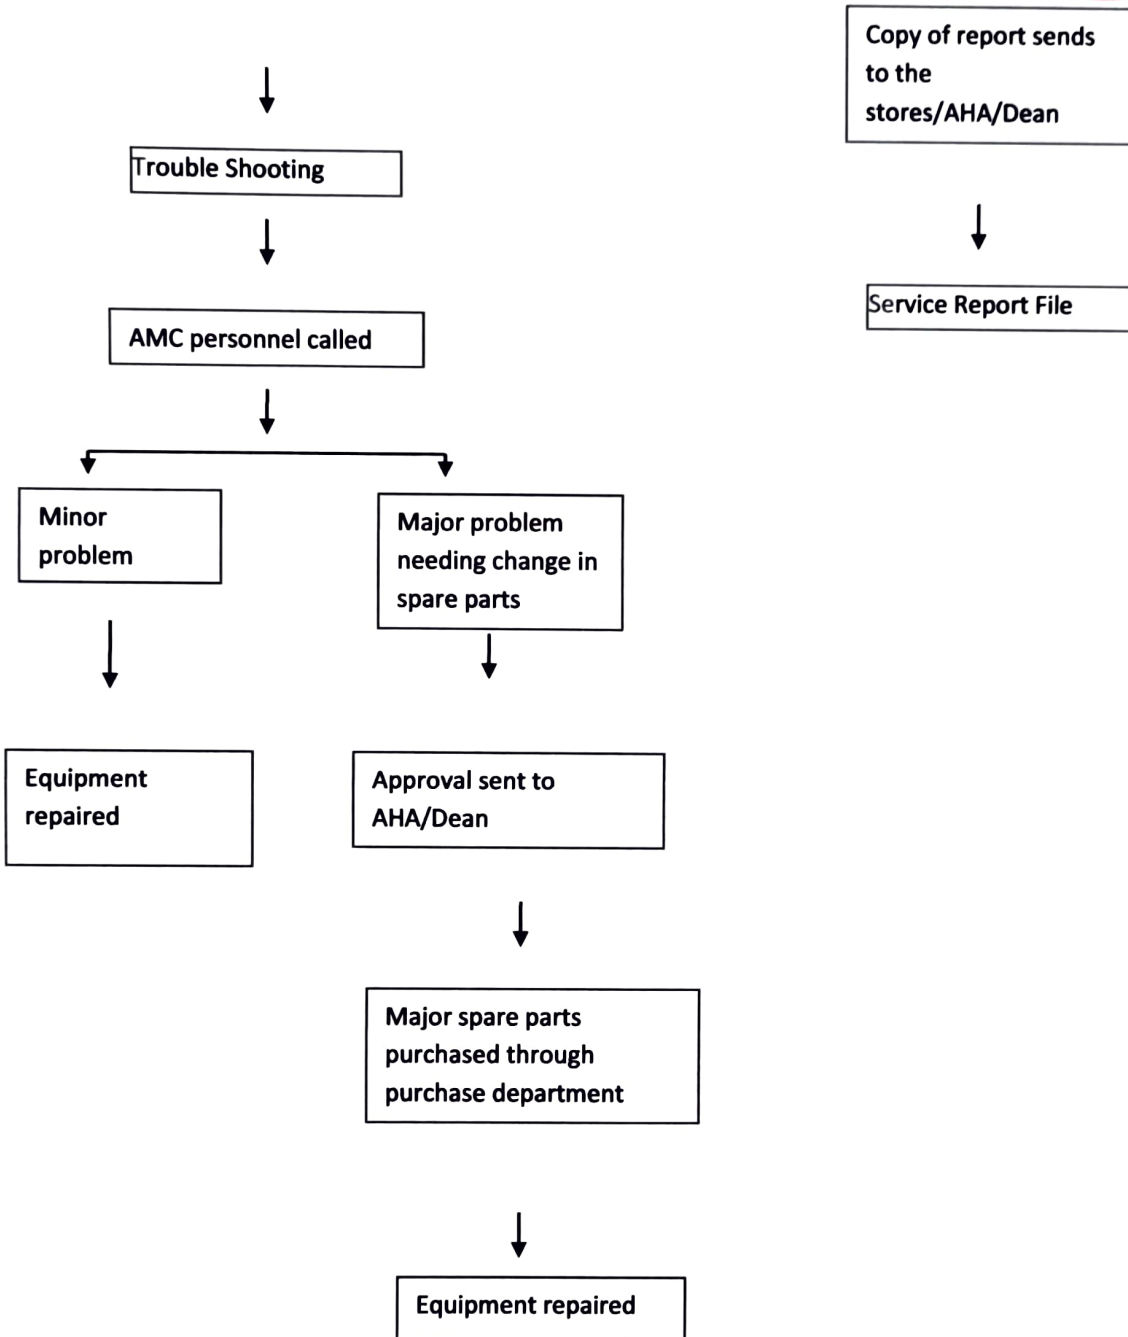 Copy of report sends
to the
stores/AHA/Dean
Trouble Shooting
Service Report File
AMC personnel called
Minor
problem
Major problem
needing change in
spare parts
Equipment
repaired
Approval sent to
AHA/Dean
Major spare parts
purchased through
purchase department
Equipment repaired